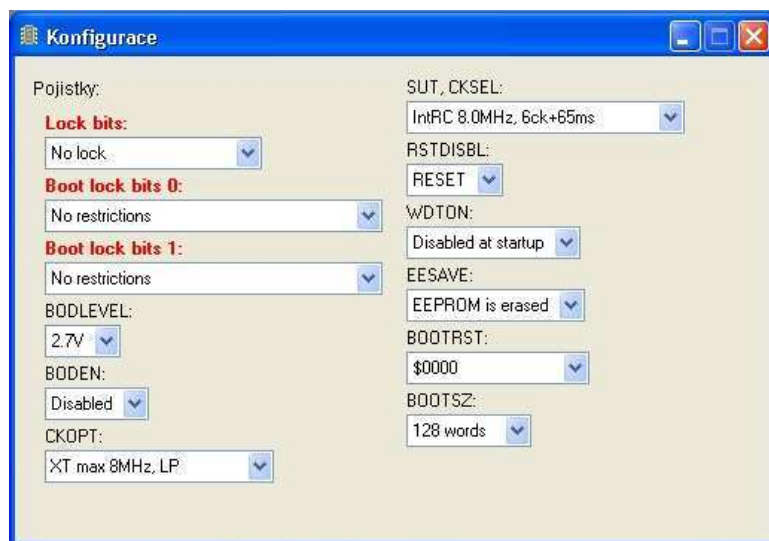 Konfigurace
Pojistky:
Lock bits:
No lock
Boot lock bits 0:
No restrictions
Boot lock bits 1:
No restrictions
BODLEVEL:
2.7V
BODEN:
Disabled
CKOPT:
XT max 8MHz, LP
SUT, CKSEL:
IntRC 8.0MHz, 6ck+65ms
RSTDISBL:
RESET
WDTON:
Disabled at startup
EESAVE:
EEPROM is erased
BOOTRST:
$0000
BOOTSZ:
128 words